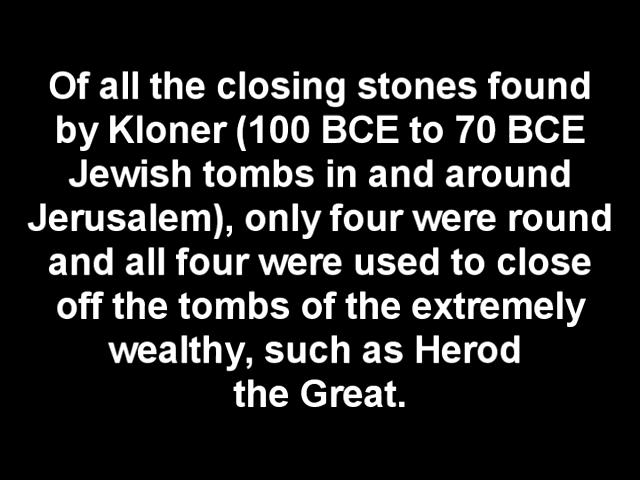 Of all the closing stones found
by Kloner (100 BCE to 70 BCE
Jewish tombs in and around
Jerusalem), only four were round
and all four were used to close
off the tombs of the extremely
wealthy, such as Herod
the Great.